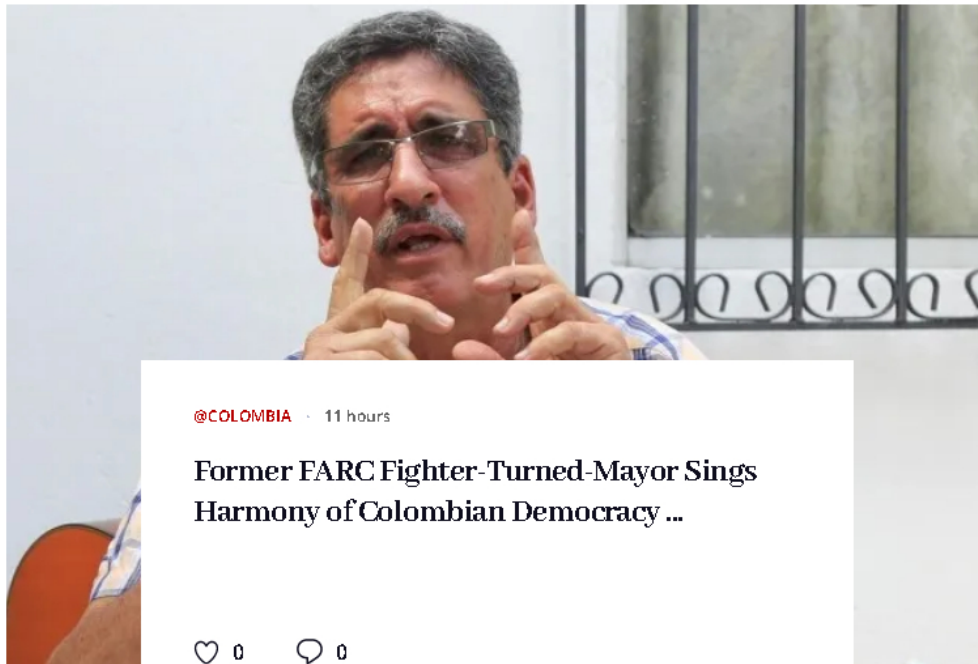 @COLOMBIA · 11 hours
Former FARC Fighter-Turned-Mayor Sings
Harmony of Colombian Democracy ...
0 0